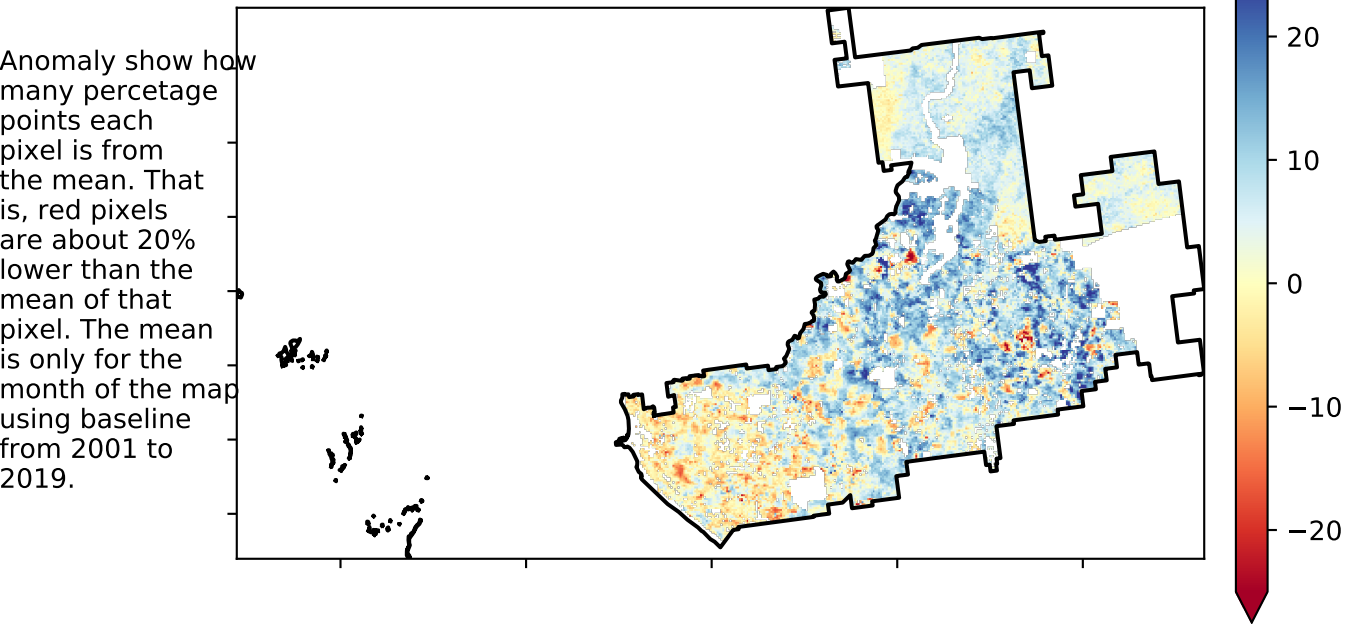 Anomaly show how
many percetage
points each
pixel is from
the mean. That
is, red pixels
are about 20%
lower than the
mean of that
pixel. The mean
is only for the
month of the map
using baseline
from 2001 to
2019.
20
10
0
−10
−20